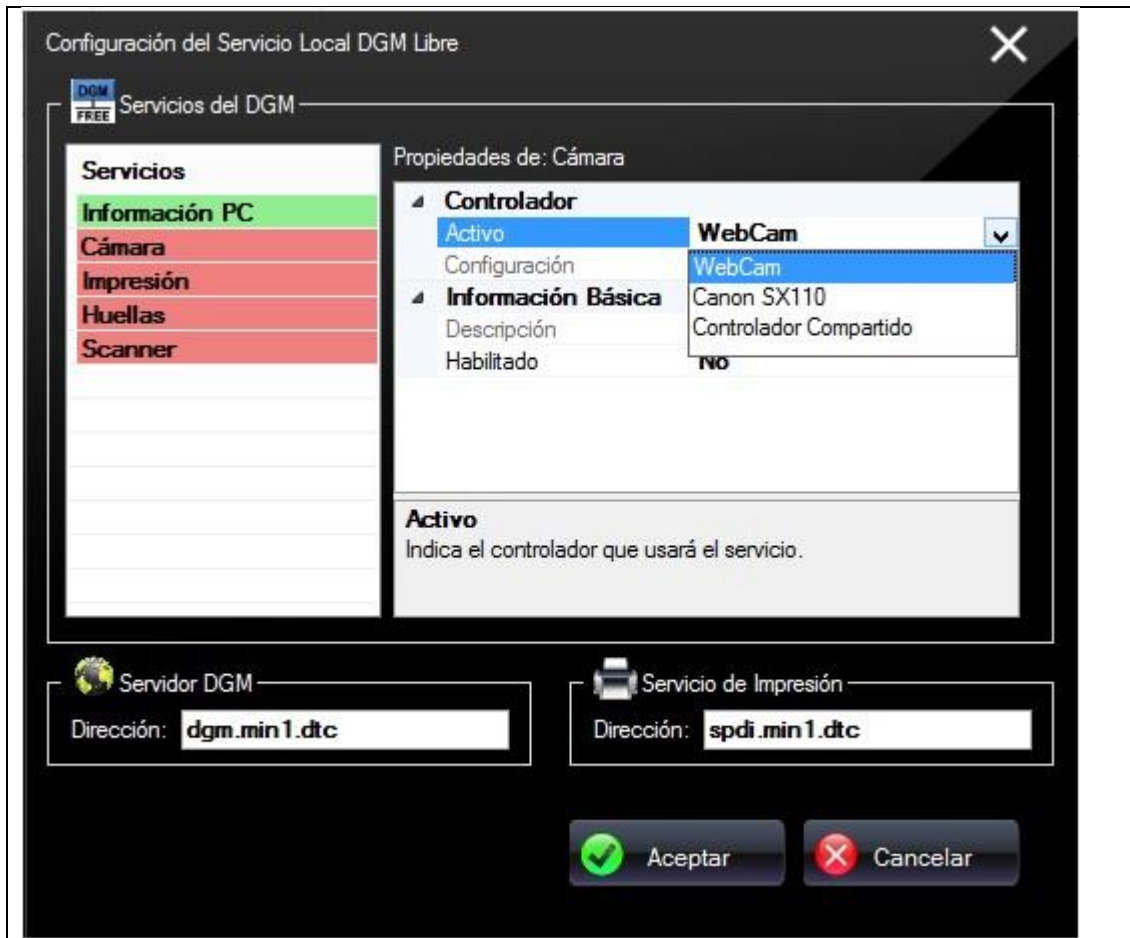 Configuración del Servicio Local DGM Libre
DGM
FREE
Servicios del DGM
Servicios
Información PC
Cámara
Impresión
Huellas
Scanner
Propiedades de: Cámara
Controlador
Activo WebCam
Configuración
WebCam
Canon SX110
Controlador Compartido
Información Básica
Descripción
Habilitado No
Activo
Indica el controlador que usará el servicio.
Servidor DGM
Dirección: dgm.min1.dtc
Servicio de Impresión
Dirección: spdi.min1.dtc
Aceptar
Cancelar